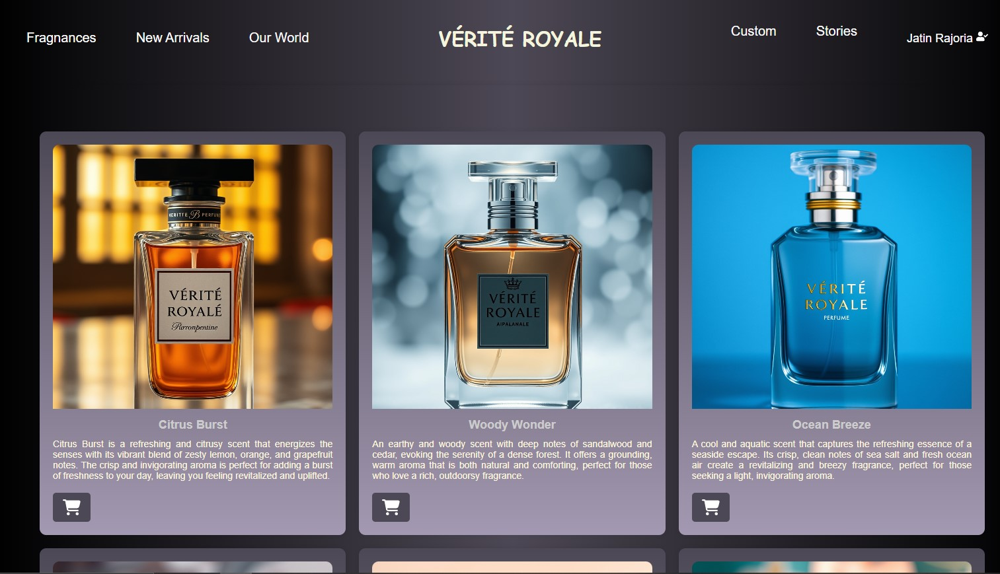 Fragnances New Arrivals Our World VÉRITÉ ROYALE Custom Stories Jatin Rajoria
VERITTE B PERFUME
VÉRITÉ
ROYALÉ
Parronpentine
VÉRITÉ
ROYALE
AIPALANALE
VÉRITÉ
ROYALE
PERFUME
Citrus Burst
Citrus Burst is a refreshing and citrusy scent that energizes the
senses with its vibrant blend of zesty lemon, orange, and grapefruit
notes. The crisp and invigorating aroma is perfect for adding a burst
of freshness to your day, leaving you feeling revitalized and uplifted.
Woody Wonder
An earthy and woody scent with deep notes of sandalwood and
cedar, evoking the serenity of a dense forest. It offers a grounding,
warm aroma that is both natural and comforting, perfect for those
who love a rich, outdoorsy fragrance.
Ocean Breeze
A cool and aquatic scent that captures the refreshing essence of a
seaside escape. Its crisp, clean notes of sea salt and fresh ocean
air create a revitalizing and breezy fragrance, perfect for those
seeking a light, invigorating aroma.